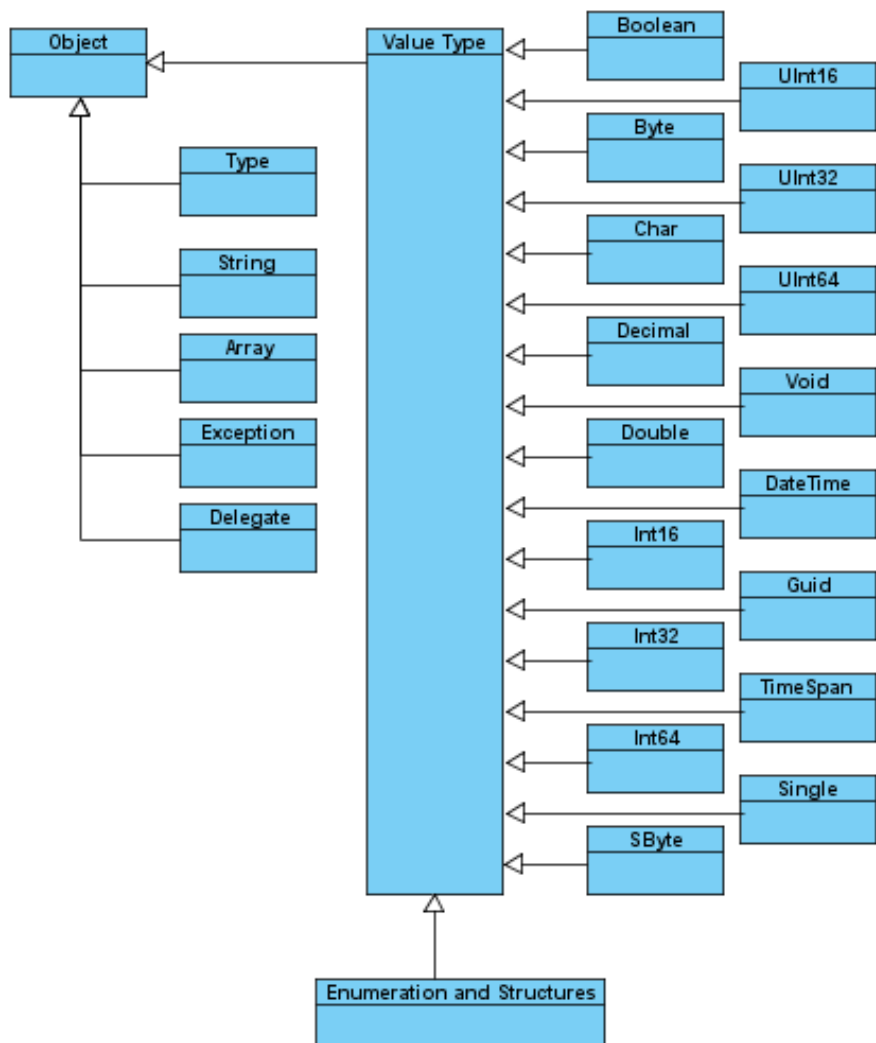 Object
Value Type
Boolean
UInt16
Byte
Type
UInt32
Char
String
UInt64
Decimal
Array
Void
Exception
Double
DateTime
Delegate
Int16
Guid
Int32
TimeSpan
Int64
Single
SByte
Enumeration and Structures